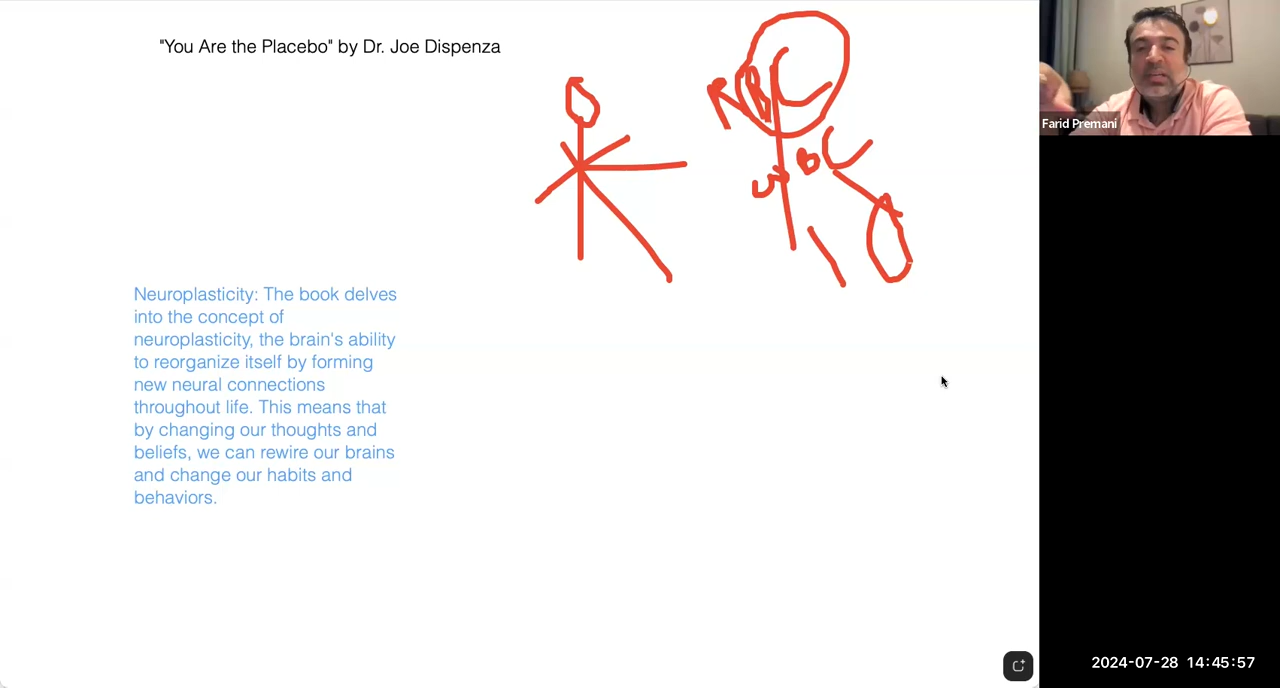 "You Are the Placebo" by Dr. Joe Dispenza
RBC
WBC
10
Neuroplasticity: The book delves
into the concept of
neuroplasticity, the brain's ability
to reorganize itself by forming
new neural connections
throughout life. This means that
by changing our thoughts and
beliefs, we can rewire our brains
and change our habits and
behaviors.
Farid Premani
2024-07-28 14:45:57